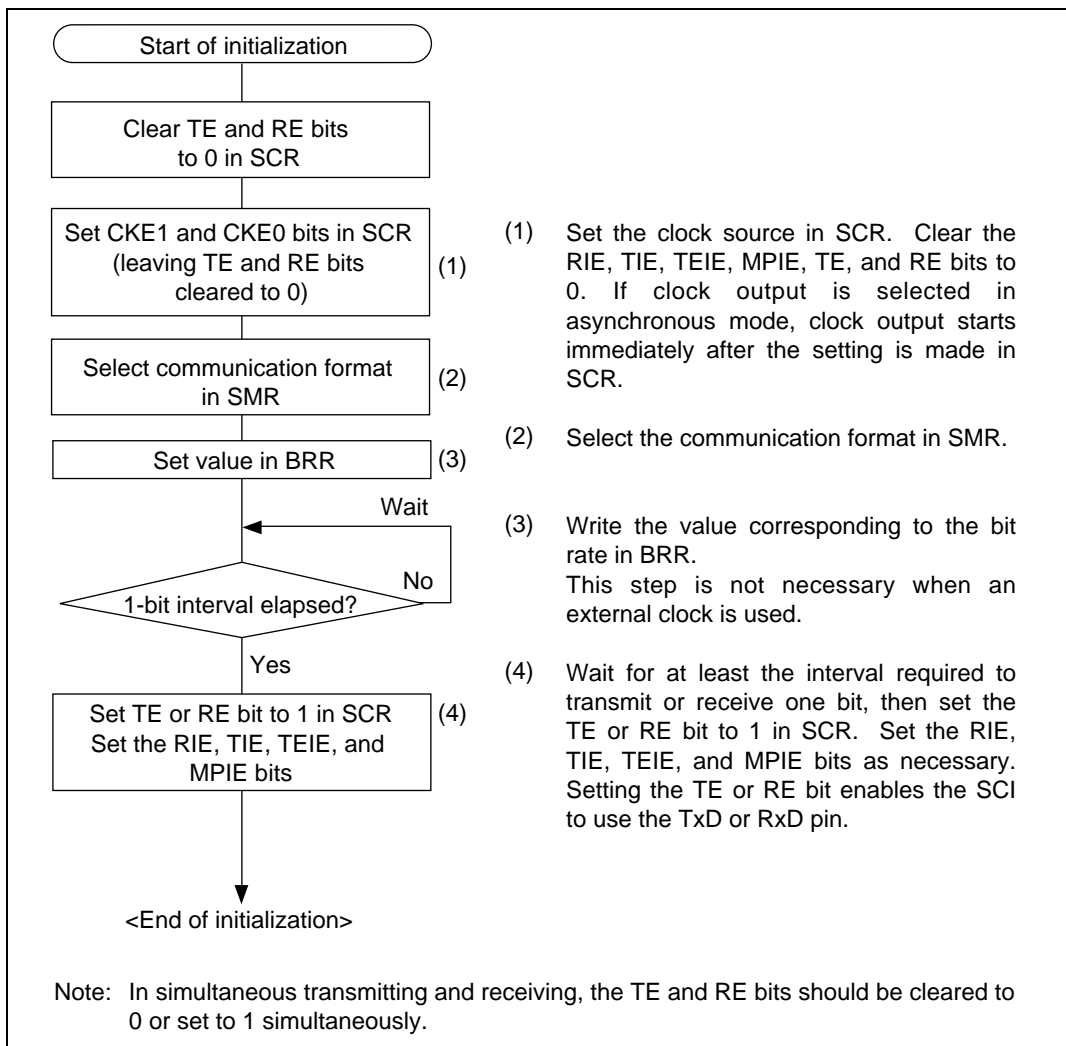 Start of initialization
Clear TE and RE bits
to 0 in SCR
Set CKE1 and CKE0 bits in SCR
(leaving TE and RE bits
cleared to 0)
(1)
Select communication format
in SMR
(2)
Set value in BRR
(3)
Wait
No
1-bit interval elapsed?
Yes
Set TE or RE bit to 1 in SCR
Set the RIE, TIE, TEIE, and
MPIE bits
(4)
<End of initialization>
(1) Set the clock source in SCR. Clear the
RIE, TIE, TEIE, MPIE, TE, and RE bits to
0. If clock output is selected in
asynchronous mode, clock output starts
immediately after the setting is made in
SCR.
(2) Select the communication format in SMR.
(3) Write the value corresponding to the bit
rate in BRR.
This step is not necessary when an
external clock is used.
(4) Wait for at least the interval required to
transmit or receive one bit, then set the
TE or RE bit to 1 in SCR. Set the RIE,
TIE, TEIE, and MPIE bits as necessary.
Setting the TE or RE bit enables the SCI
to use the TxD or RxD pin.
Note: In simultaneous transmitting and receiving, the TE and RE bits should be cleared to
0 or set to 1 simultaneously.